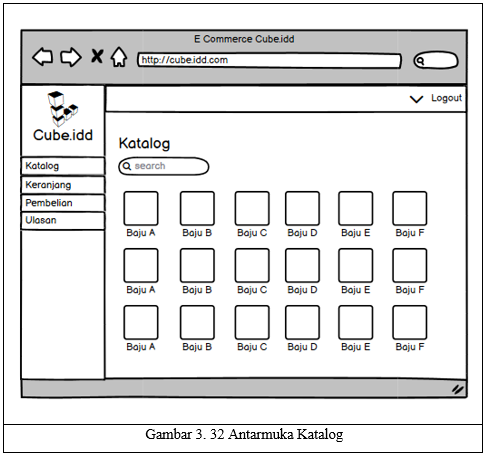 E Commerce Cube.idd
http://cube.idd.com
Logout
Cube.idd
Katalog
Keranjang
Pembelian
Ulasan
Katalog
search
Baju A Baju B Baju C Baju D Baju E Baju F
Baju A Baju B Baju C Baju D Baju E Baju F
Baju A Baju B Baju C Baju D Baju E Baju F
Gambar 3. 32 Antarmuka Katalog